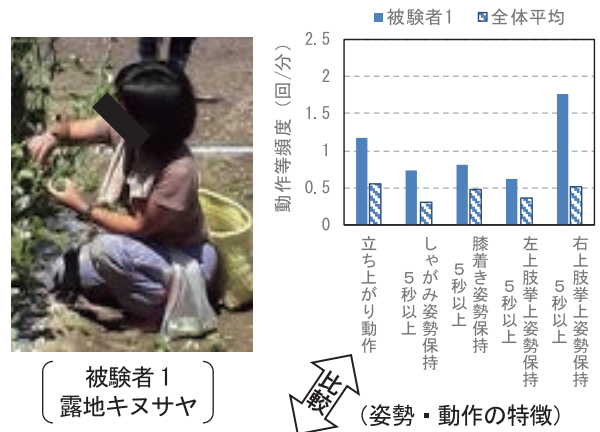 被験者1 全体平均
動作等頻度 (回/分)
2.5
2
1.5
1
0.5
0
立ち上がり動作
しゃがみ姿勢保持
5秒以上
膝着き姿勢保持
5秒以上
左上肢挙上姿勢保持
5秒以上
右上肢挙上姿勢保持
5秒以上
被験者1
露地キヌサヤ
比較
(姿勢・動作の特徴)